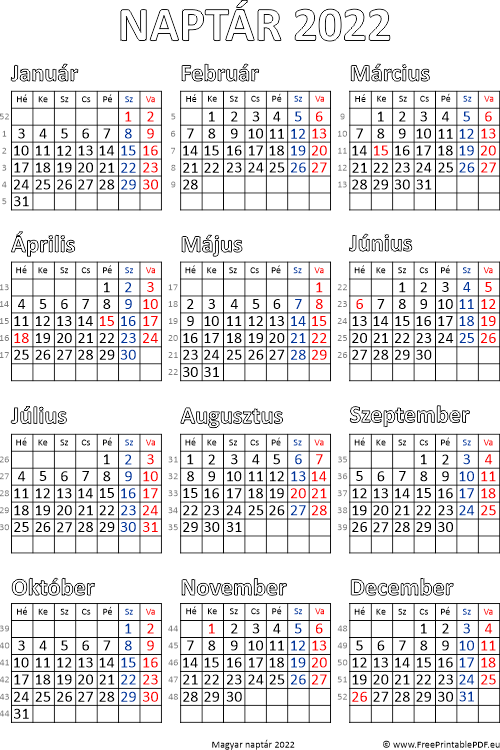 NAPTÁR 2022
Január
Február
Március
Hé Ke Sz Cs Pé Sz Va
Hé Ke Sz Cs Pé Sz Va
Hé Ke Sz Cs Pé Sz Va
52 1 2
5 1 2 3 4 5 6
9 1 2 3 4 5 6
1 3 4 5 6 7 8 9
6 7 8 9 10 11 12 13
10 7 8 9 10 11 12 13
2 10 11 12 13 14 15 16
7 14 15 16 17 18 19 20
11 14 15 16 17 18 19 20
3 17 18 19 20 21 22 23
8 21 22 23 24 25 26 27
12 21 22 23 24 25 26 27
4 24 25 26 27 28 29 30
9 28
13 28 29 30 31
5 31
Április
Május
Június
Hé Ke Sz Cs Pé Sz Va
Hé Ke Sz Cs Pé Sz Va
Hé Ke Sz Cs Pé Sz Va
13 1 2 3
17 1
22 1 2 3 4 5
14 4 5 6 7 8 9 10
18 2 3 4 5 6 7 8
23 6 7 8 9 10 11 12
15 11 12 13 14 15 16 17
19 9 10 11 12 13 14 15
24 13 14 15 16 17 18 19
16 18 19 20 21 22 23 24
20 16 17 18 19 20 21 22
25 20 21 22 23 24 25 26
17 25 26 27 28 29 30
21 23 24 25 26 27 28 29
26 27 28 29 30
22 30 31
Július
Augusztus
Szeptember
Hé Ke Sz Cs Pé Sz Va
Hé Ke Sz Cs Pé Sz Va
Hé Ke Sz Cs Pé Sz Va
26 1 2 3
31 1 2 3 4 5 6 7
35 1 2 3 4
27 4 5 6 7 8 9 10
32 8 9 10 11 12 13 14
36 5 6 7 8 9 10 11
28 11 12 13 14 15 16 17
33 15 16 17 18 19 20 21
37 12 13 14 15 16 17 18
29 18 19 20 21 22 23 24
34 22 23 24 25 26 27 28
38 19 20 21 22 23 24 25
30 25 26 27 28 29 30 31
35 29 30 31
39 26 27 28 29 30
Október
November
December
Hé Ke Sz Cs Pé Sz Va
Hé Ke Sz Cs Pé Sz Va
Hé Ke Sz Cs Pé Sz Va
39 1 2
44 1 2 3 4 5 6
48 1 2 3 4
40 3 4 5 6 7 8 9
45 7 8 9 10 11 12 13
49 5 6 7 8 9 10 11
41 10 11 12 13 14 15 16
46 14 15 16 17 18 19 20
50 12 13 14 15 16 17 18
42 17 18 19 20 21 22 23
47 21 22 23 24 25 26 27
51 19 20 21 22 23 24 25
43 24 25 26 27 28 29 30
48 28 29 30
52 26 27 28 29 30 31
44 31
Magyar naptár 2022
© www.FreePrintablePDF.eu